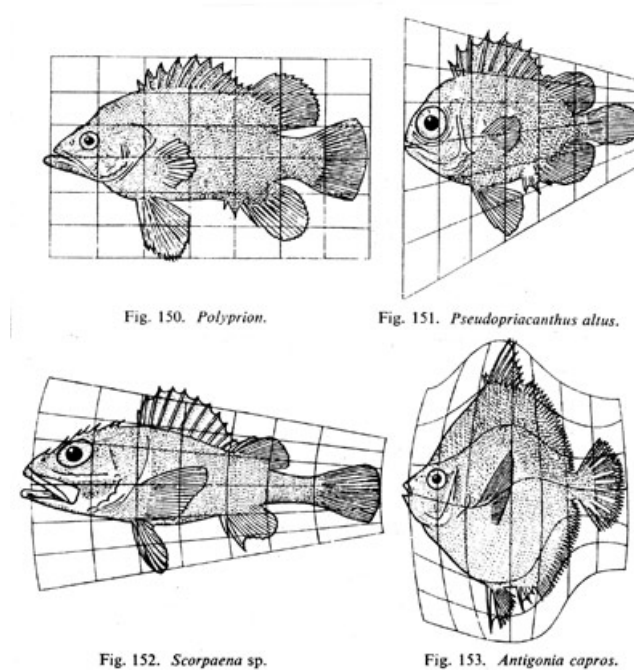 Fig. 150. Polyprion.
Fig. 151. Pseudopriacanthus altus.
Fig. 152. Scorpaena sp.
Fig. 153. Antigonia capros.